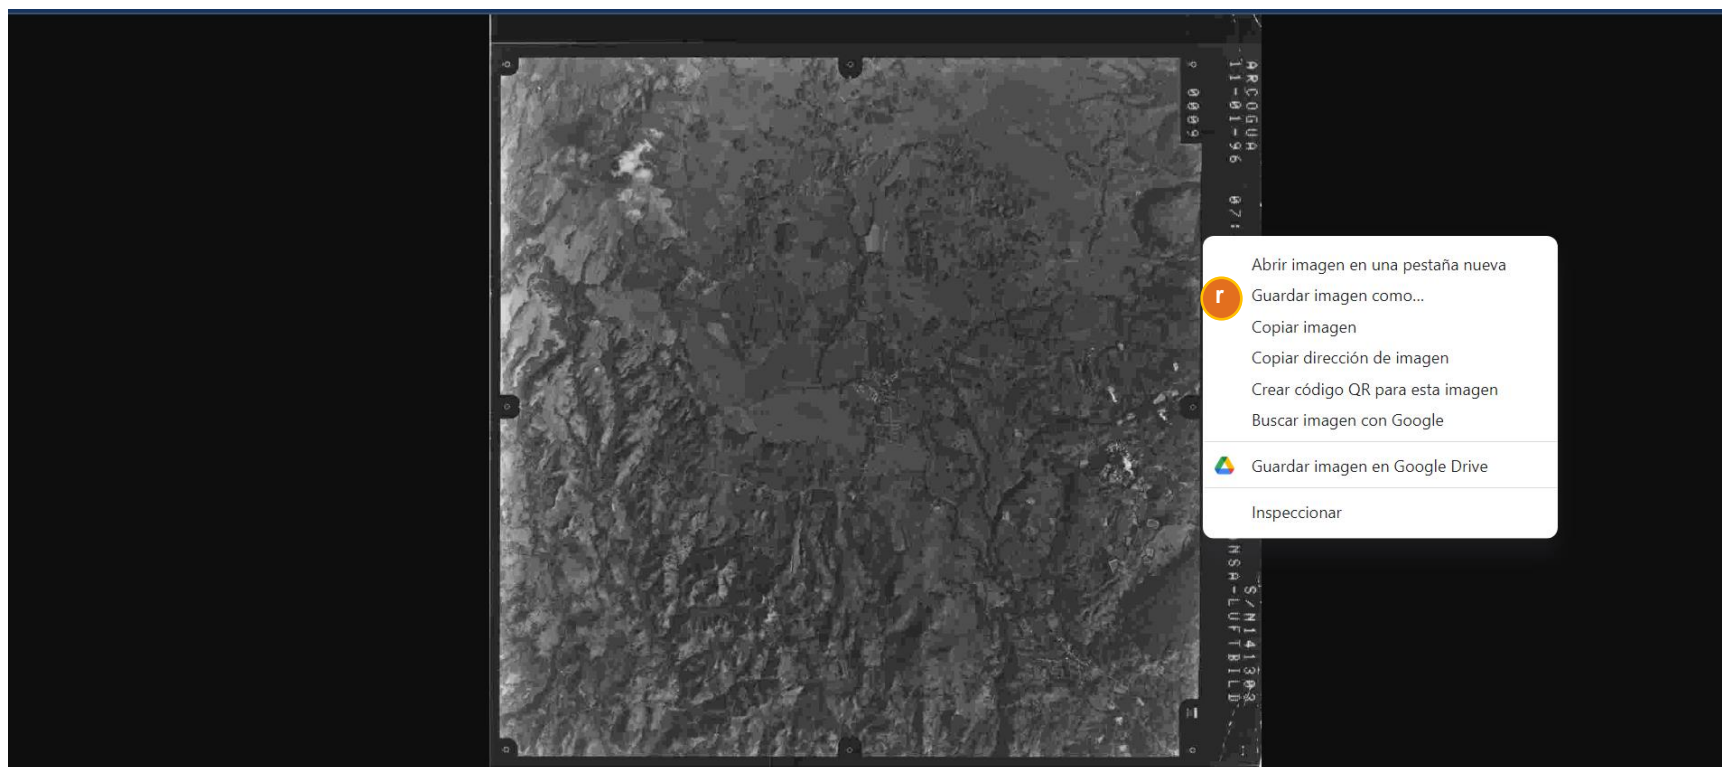 ARCOGUA
11-01-96 07:
0009
r
Abrir imagen en una pestaña nueva
Guardar imagen como...
Copiar imagen
Copiar dirección de imagen
Crear código QR para esta imagen
Buscar imagen con Google
Guardar imagen en Google Drive
Inspeccionar
NSA-LUFTBILD
S/N141303